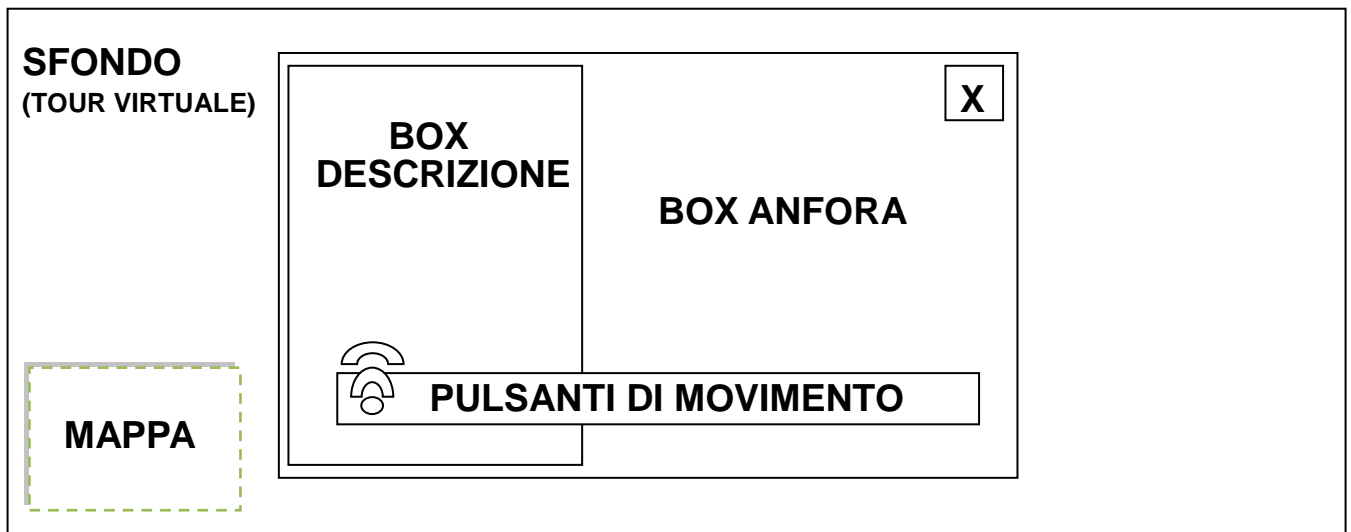 SFONDO
(TOUR VIRTUALE)
X
BOX
DESCRIZIONE
BOX ANFORA
PULSANTI DI MOVIMENTO
MAPPA